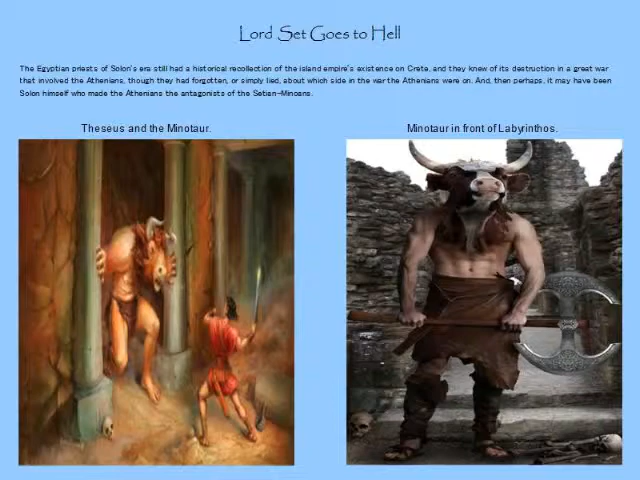 Lord Set Goes to Hell
The Egyptian priests of Solon's era still had a historical recollection of the island empire's existence on Crete, and they knew of its destruction in a great war
that involved the Athenians, though they had forgotten, or simply lied, about which side in the war the Athenians were on. And, then perhaps, it may have been
Solon himself who made the Athenians the antagonists of the Setian-Minoans.
Theseus and the Minotaur.
Minotaur in front of Labyrinthos.